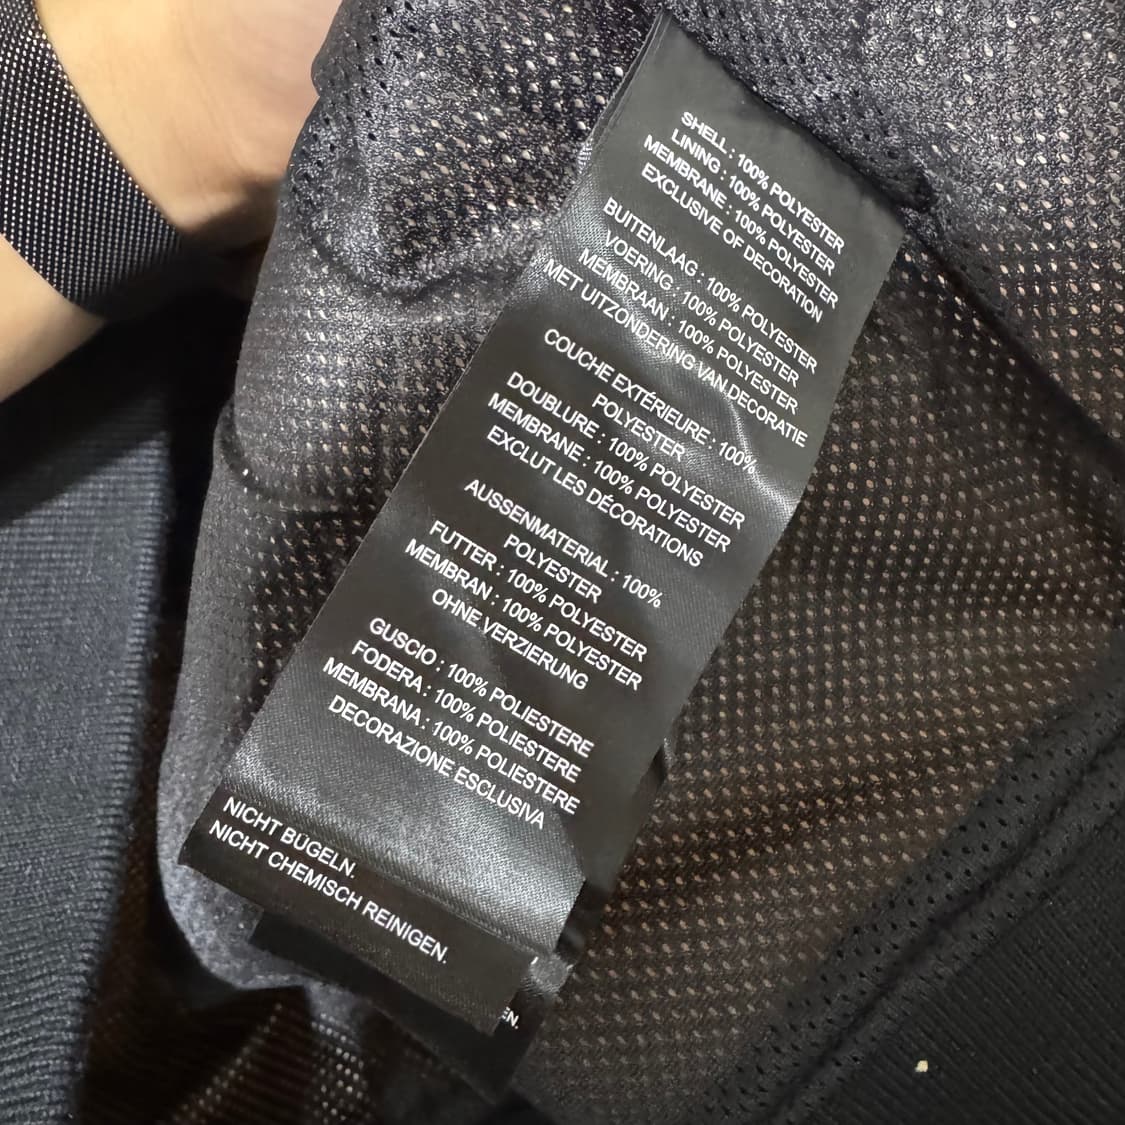 SHELL : 100% POLYESTER
LINING : 100% POLYESTER
MEMBRANE : 100% POLYESTER
EXCLUSIVE OF DECORATION
BUITENLAAG : 100% POLYESTER
VOERING : 100% POLYESTER
MEMBRAAN : 100% POLYESTER
MET UITZONDERING VAN DECORATIE
COUCHE EXTÉRIEURE : 100%
POLYESTER
DOUBLURE : 100% POLYESTER
MEMBRANE : 100% POLYESTER
EXCLUT LES DÉCORATIONS
AUSSENMATERIAL : 100%
POLYESTER
FUTTER : 100% POLYESTER
MEMBRAN : 100% POLYESTER
OHNE VERZIERUNG
GUSCIO : 100% POLIESTERE
FODERA : 100% POLIESTERE
MEMBRANA : 100% POLIESTERE
DECORAZIONE ESCLUSIVA
NICHT BÜGELN.
NICHT CHEMISCH REINIGEN.